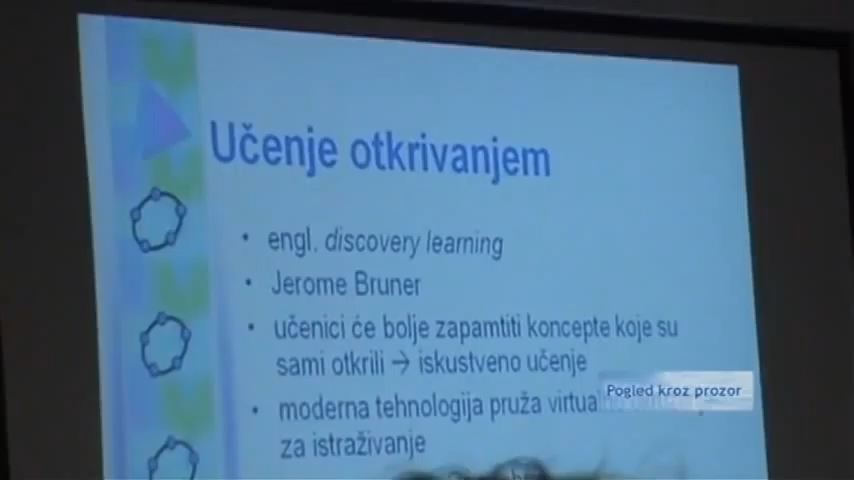 Učenje otkrivanjem
• engl. discovery learning
• Jerome Bruner
• učenici će bolje zapamtiti koncepte koje su
sami otkrili → iskustveno učenje
Pogled kroz prozor
• moderna tehnologija pruža
za istraživanje